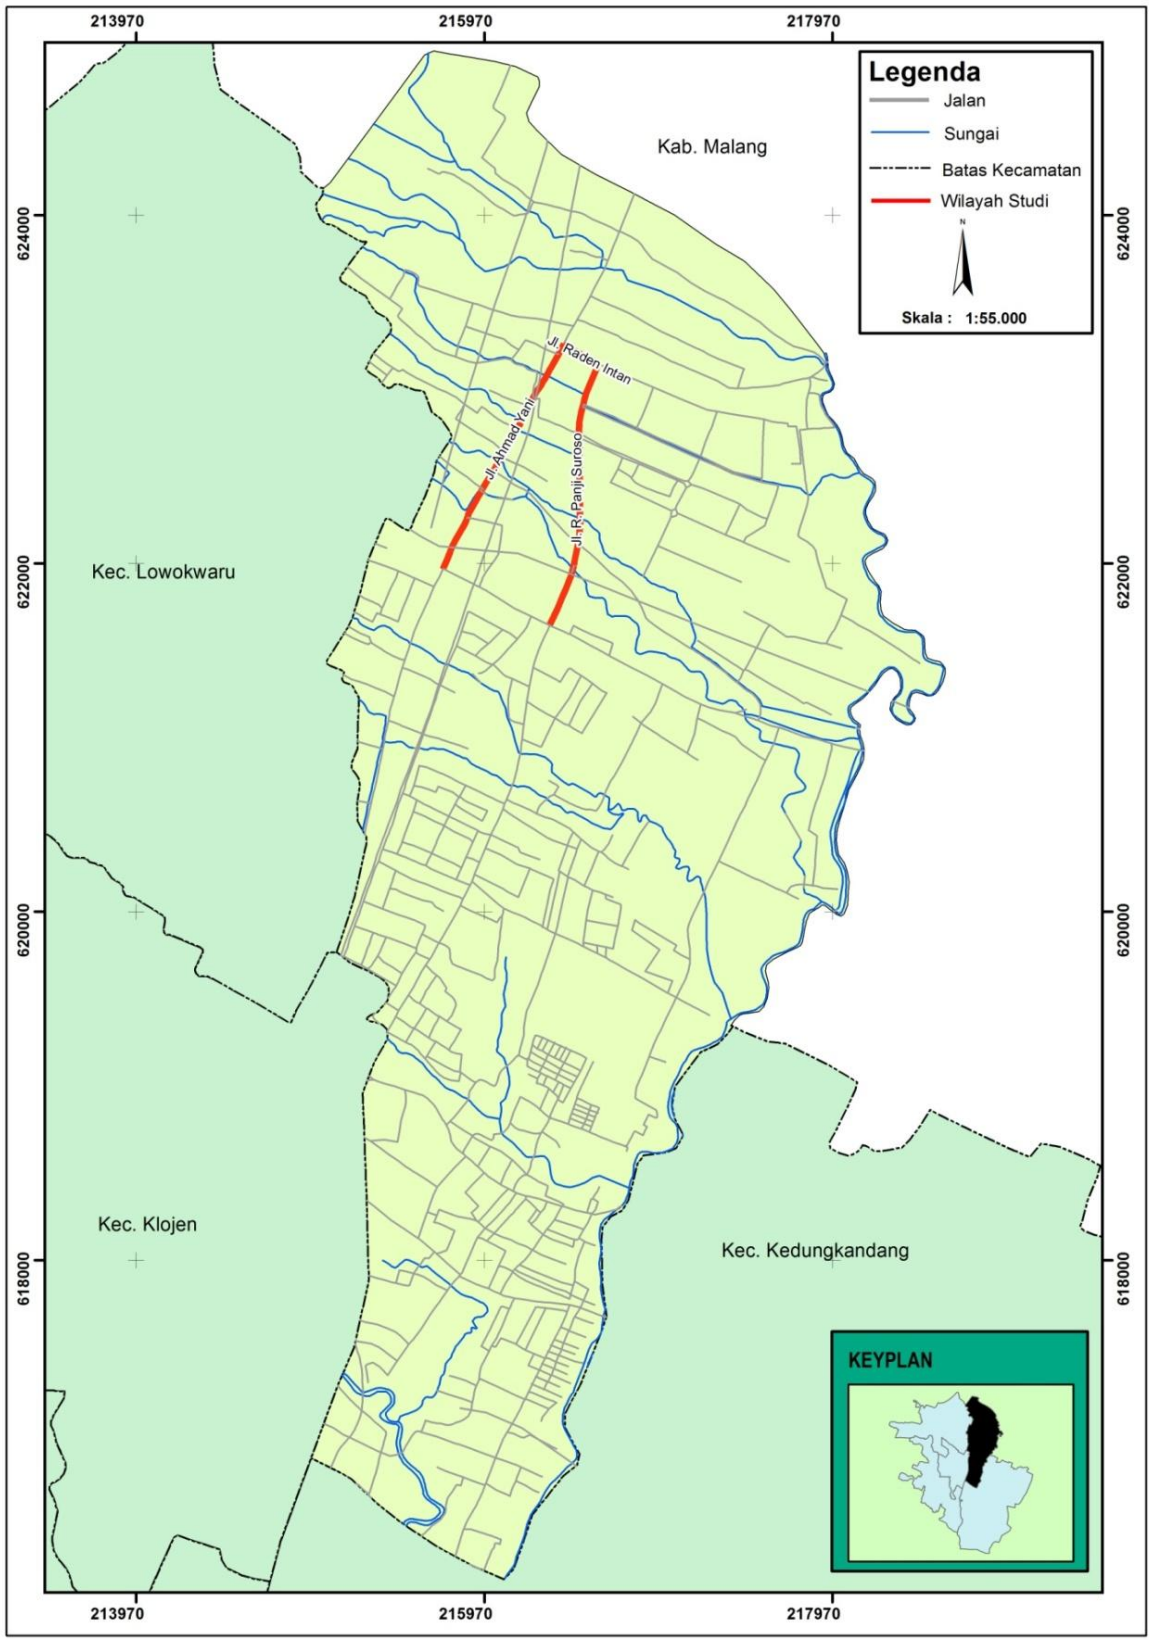 213970
215970
217970
Legenda
Jalan
Sungai
Batas Kecamatan
Wilayah Studi
N
Skala : 1:55.000
Kab. Malang
624000
624000
Jl. Raden Intan
Jl. Ahmad Yani
Jl. R. Panji Suroso
622000
622000
Kec. Lowokwaru
620000
620000
Kec. Klojen
Kec. Kedungkandang
618000
618000
KEYPLAN
213970
215970
217970